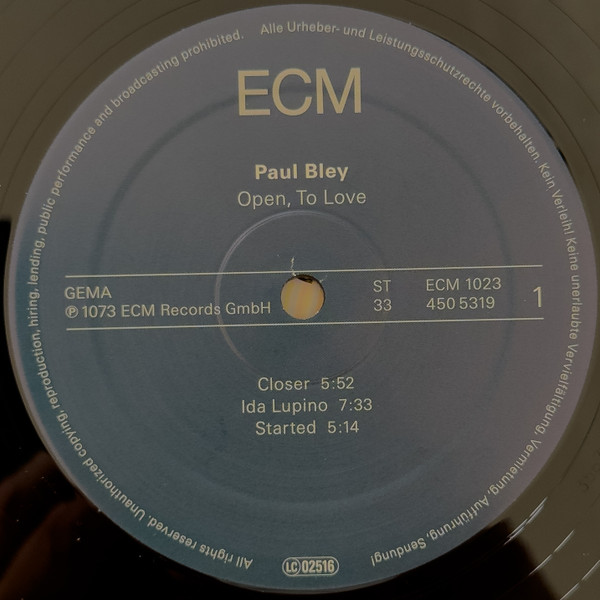 ECM
Paul Bley
Open, To Love
GEMA
℗ 1073 ECM Records GmbH
ST
33
ECM 1023
450 5319
1
Closer 5:52
Ida Lupino 7:33
Started 5:14
Alle Urheber- und Leistungsschutzrechte vorbehalten. Kein Verleih! Keine unerlaubte Vervielfältigung, Vermietung, Aufführung, Sendung!
All rights reserved. Unauthorized copying, reproduction, hiring, lending, public performance and broadcasting prohibited.
LC 02516